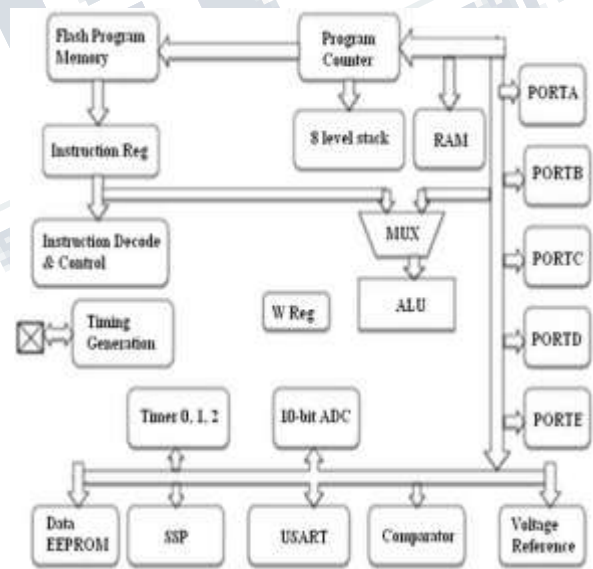 Flash Program
Memory
Program
Counter
PORTA
Instruction Reg
8 level stack
RAM
PORTB
Instruction Decode
& Control
MUX
PORTC
W Reg
ALU
Timing
Generation
PORTD
Timer 0, 1, 2
10-bit ADC
PORTE
Data
EEPROM
SSP
USART
Comparator
Voltage
Reference